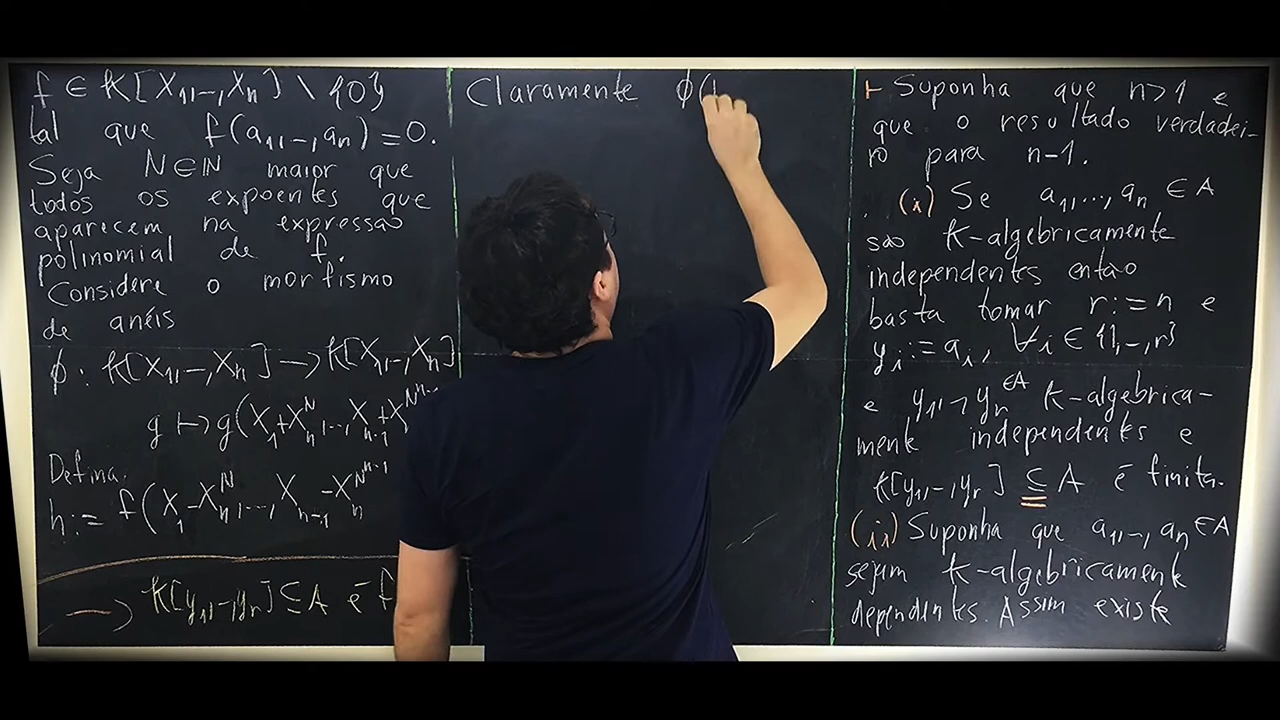 f ∈ K[X₁,–,Xₙ] \ {0}
tal que f(a₁,–,aₙ)=0.
Seja N∈ℕ maior que
todos os expoentes que
aparecem na expressão
polinomial de f.
Considere o morfismo
de anéis
ϕ: K[X₁,–,Xₙ] → K[X₁,–,Xₙ]
g ↦ g(X₁+Xₙ^N,…,Xₙ₋₁+Xₙ^N^n-1
Defina.
h:= f(X₁-Xₙ^N,…,Xₙ₋₁-Xₙ^N^n-1
→ K[y₁,–,yᵣ]⊆A é f
Claramente ϕ(
⊢ Suponha que n>1 e
que o resultado verdadei-
ro para n-1.
(i) Se a₁,…,aₙ ∈ A
são K-algebricamente
independentes então
basta tomar r:=n e
yᵢ:=aᵢ, ∀i∈{1,–,r}
e y₁,–,yᵣ ∈A K-algebrica-
mente independentes e
K[y₁,–,yᵣ] ⊆ A é finita.
(ii) Suponha que a₁,–,aₙ∈A
sejam K-algebricamente
dependentes. Assim existe